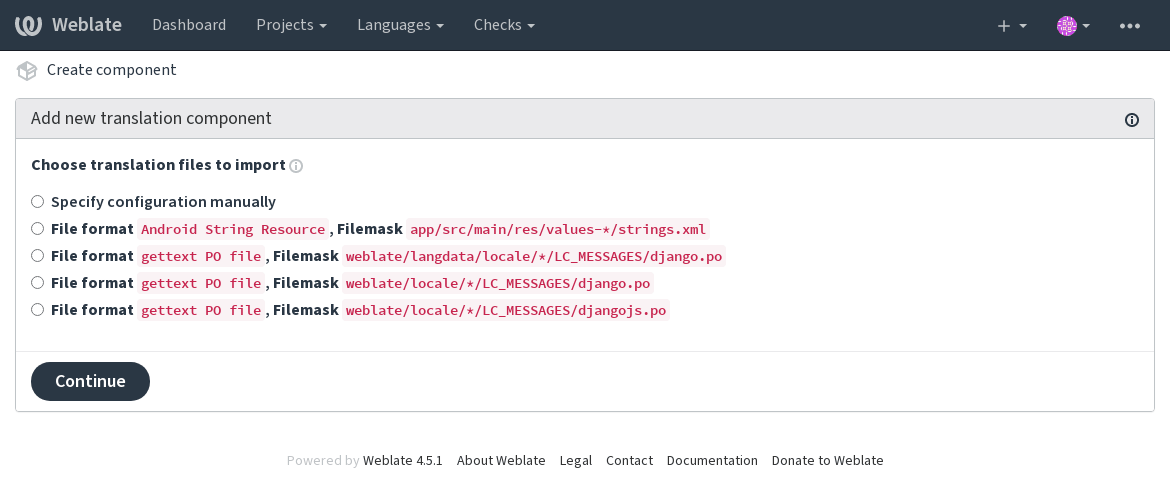 Weblate Dashboard Projects Languages Checks
Create component
Add new translation component
Choose translation files to import
Specify configuration manually
File format Android String Resource, Filemask app/src/main/res/values-*/strings.xml
File format gettext PO file, Filemask weblate/langdata/locale/*/LC_MESSAGES/django.po
File format gettext PO file, Filemask weblate/locale/*/LC_MESSAGES/django.po
File format gettext PO file, Filemask weblate/locale/*/LC_MESSAGES/djangojs.po
Continue
Powered by Weblate 4.5.1 About Weblate Legal Contact Documentation Donate to Weblate